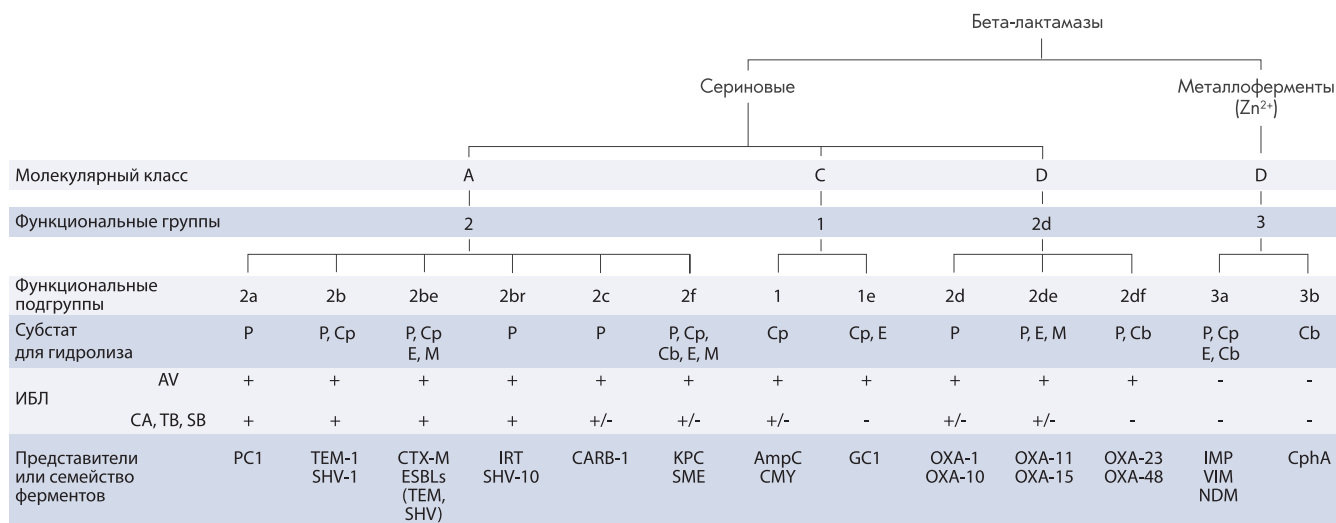 Бета-лактамазы
Сериновые
Металлоферменты
(Zn²⁺)
Молекулярный класс A C D D
Функциональные группы 2 1 2d 3
Функциональные
подгруппы 2a 2b 2be 2br 2c 2f 1 1e 2d 2de 2df 3a 3b
Субстат P P, Cp P, Cp P P P, Cp, Cp Cp, E P P, E, M P, Cb P, Cp Cb
для гидролиза E, M Cb, E, M E, Cb
AV + + + + + + + + + + + - -
ИБЛ
CA, TB, SB + + + + +/- +/- +/- - +/- +/- - - -
Представители PC1 TEM-1 CTX-M IRT CARB-1 KPC AmpC GC1 OXA-1 OXA-11 OXA-23 IMP CphA
или семейство SHV-1 ESBLs SHV-10 SME CMY OXA-10 OXA-15 OXA-48 VIM
ферментов (TEM, NDM
SHV)